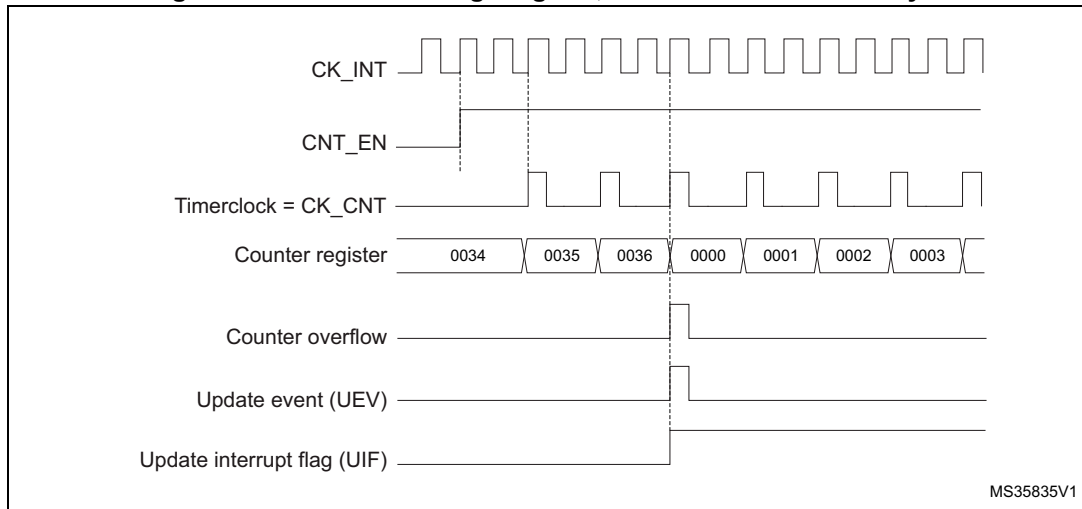 CK_INT
CNT_EN
Timerclock = CK_CNT
Counter register 0034 0035 0036 0000 0001 0002 0003
Counter overflow
Update event (UEV)
Update interrupt flag (UIF)
MS35835V1